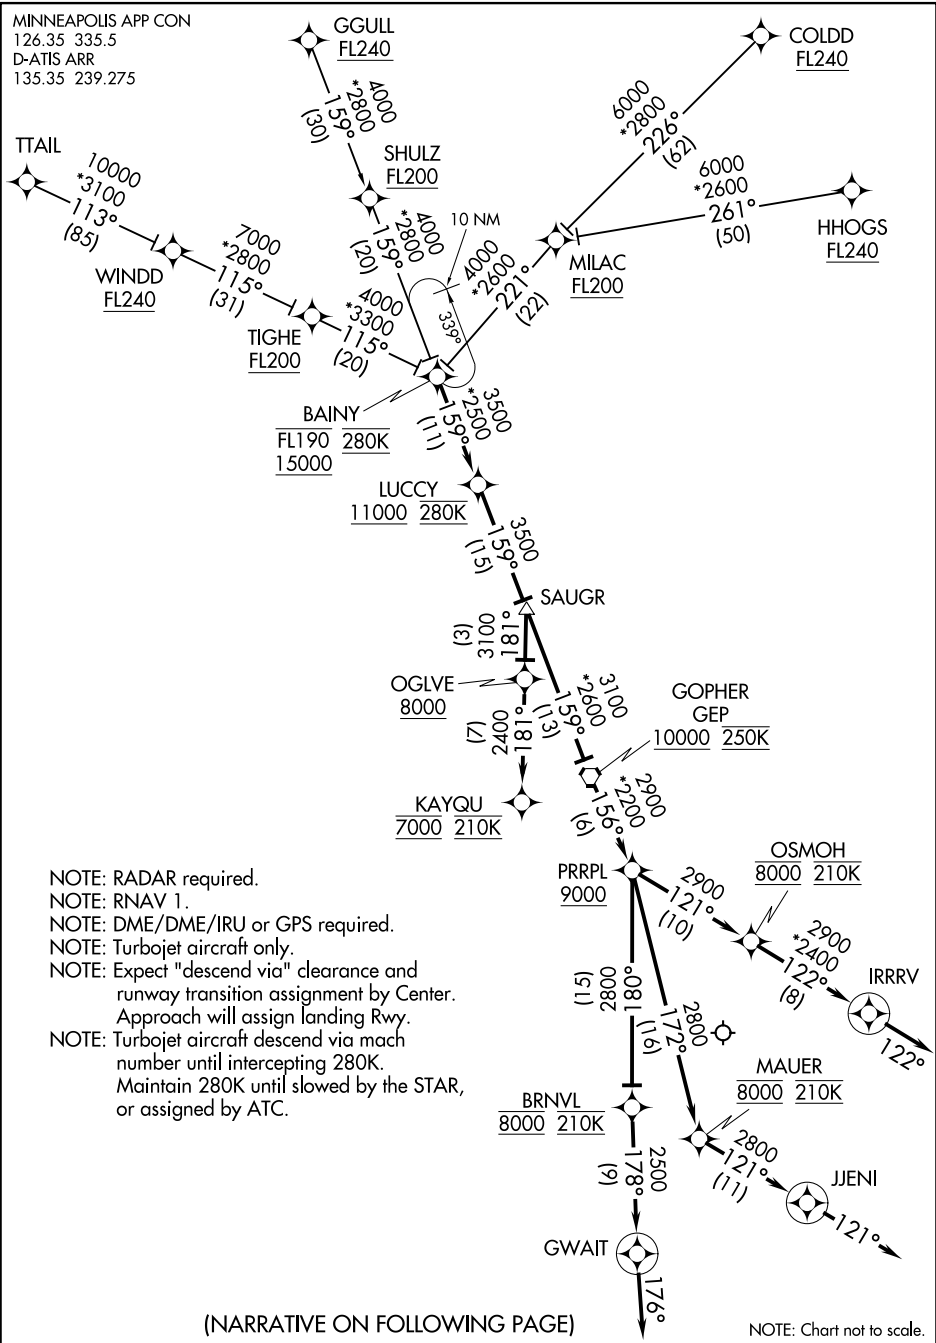 MINNEAPOLIS APP CON
126.35 335.5
D-ATIS ARR
135.35 239.275
GGULL
FL240
COLDD
FL240
4000
*2800
159°
(30)
6000
*2800
226°
(62)
TTAIL
SHULZ
FL200
10000
*3100
113°
(85)
6000
*2600
261°
(50)
HHOGS
FL240
4000
*2800
159°
(20)
10 NM
WINDD
FL240
7000
*2800
115°
(31)
MILAC
FL200
4000
*2600
221°
(22)
339°
TIGHE
FL200
4000
*3300
115°
(20)
BAINY
FL190 280K
15000
3500
*2500
159°
(11)
LUCCY
11000 280K
3500
159°
(15)
SAUGR
(3)
3100
181°
OGLVE
8000
3100
*2600
159°
(13)
GOPHER
GEP
10000 250K
(7)
2400
181°
KAYQU
7000 210K
2900
*2200
156°
(6)
PRRPL
9000
OSMOH
8000 210K
2900
121°
(10)
2900
*2400
122°
(8)
IRRRV
122°
NOTE: RADAR required.
NOTE: RNAV 1.
NOTE: DME/DME/IRU or GPS required.
NOTE: Turbojet aircraft only.
NOTE: Expect "descend via" clearance and
runway transition assignment by Center.
Approach will assign landing Rwy.
NOTE: Turbojet aircraft descend via mach
number until intercepting 280K.
Maintain 280K until slowed by the STAR,
or assigned by ATC.
(15)
2800
180°
2800
172°
(16)
BRNVL
8000 210K
MAUER
8000 210K
2800
121°
(11)
JJENI
121°
2500
178°
(9)
GWAIT
176°
(NARRATIVE ON FOLLOWING PAGE)
NOTE: Chart not to scale.